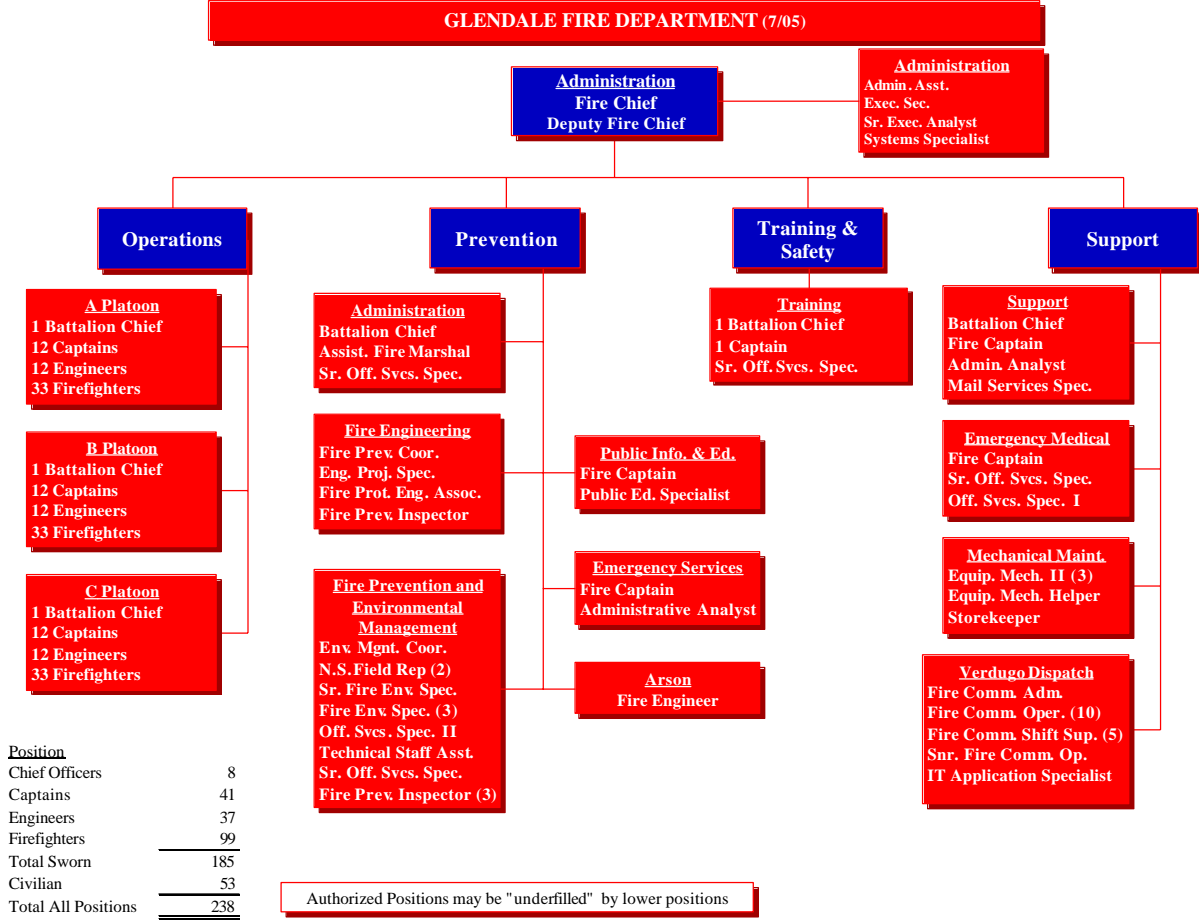 GLENDALE FIRE DEPARTMENT (7/05)
Administration
Fire Chief
Deputy Fire Chief
Administration
Admin. Asst.
Exec. Sec.
Sr. Exec. Analyst
Systems Specialist
Operations
Prevention
Training &
Safety
Support
A Platoon
1 Battalion Chief
12 Captains
12 Engineers
33 Firefighters
B Platoon
1 Battalion Chief
12 Captains
12 Engineers
33 Firefighters
C Platoon
1 Battalion Chief
12 Captains
12 Engineers
33 Firefighters
Administration
Battalion Chief
Assist. Fire Marshal
Sr. Off. Svcs. Spec.
Fire Engineering
Fire Prev. Coor.
Eng. Proj. Spec.
Fire Prot. Eng. Assoc.
Fire Prev. Inspector
Fire Prevention and
Environmental
Management
Env. Mgnt. Coor.
N.S.Field Rep (2)
Sr. Fire Env. Spec.
Fire Env. Spec. (3)
Off. Svcs. Spec. II
Technical Staff Asst.
Sr. Off. Svcs. Spec.
Fire Prev. Inspector (3)
Public Info. & Ed.
Fire Captain
Public Ed. Specialist
Emergency Services
Fire Captain
Administrative Analyst
Arson
Fire Engineer
Training
1 Battalion Chief
1 Captain
Sr. Off. Svcs. Spec.
Support
Battalion Chief
Fire Captain
Admin. Analyst
Mail Services Spec.
Emergency Medical
Fire Captain
Sr. Off. Svcs. Spec.
Off. Svcs. Spec. I
Mechanical Maint.
Equip. Mech. II (3)
Equip. Mech. Helper
Storekeeper
Verdugo Dispatch
Fire Comm. Adm.
Fire Comm. Oper. (10)
Fire Comm. Shift Sup. (5)
Snr. Fire Comm. Op.
IT Application Specialist
Position
Chief Officers 8
Captains 41
Engineers 37
Firefighters 99
Total Sworn 185
Civilian 53
Total All Positions 238
Authorized Positions may be "underfilled" by lower positions